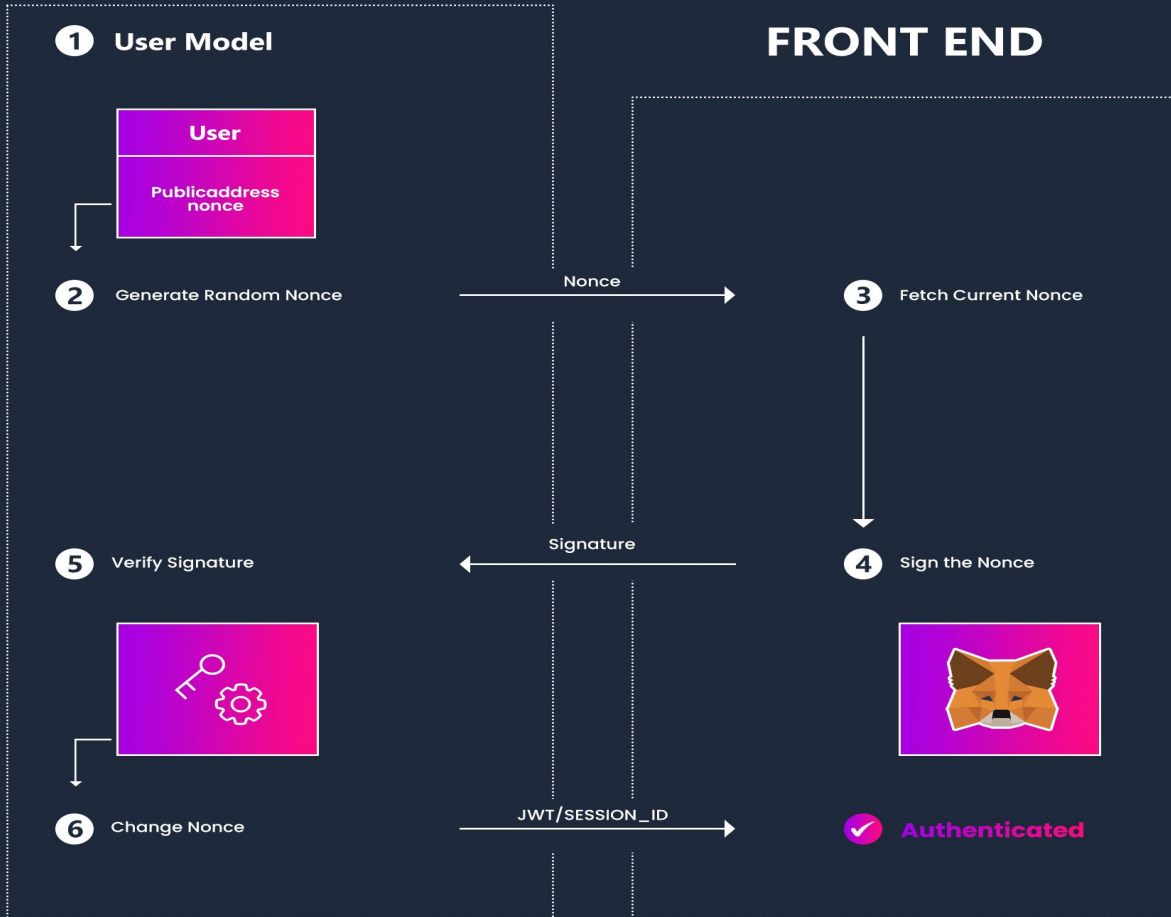 1 User Model
FRONT END
User
Publicaddress
nonce
2 Generate Random Nonce
Nonce
3 Fetch Current Nonce
5 Verify Signature
Signature
4 Sign the Nonce
6 Change Nonce
JWT/SESSION_ID
Authenticated